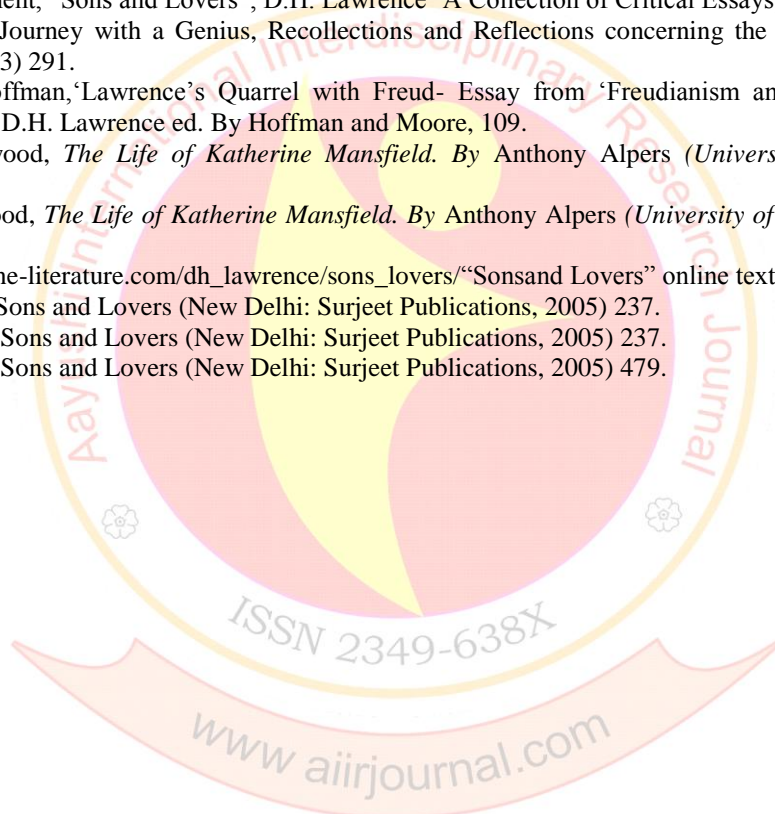 ent, “Sons and Lovers”, D.H. Lawrence A Collection of Critical Essays
Journey with a Genius, Recollections and Reflections concerning the
3) 291.
offman,‘Lawrence’s Quarrel with Freud- Essay from ‘Freudianism an
D.H. Lawrence ed. By Hoffman and Moore, 109.
wood, The Life of Katherine Mansfield. By Anthony Alpers (Univers
ood, The Life of Katherine Mansfield. By Anthony Alpers (University of
ne-literature.com/dh_lawrence/sons_lovers/“Sonsand Lovers” online text
Sons and Lovers (New Delhi: Surjeet Publications, 2005) 237.
Sons and Lovers (New Delhi: Surjeet Publications, 2005) 237.
Sons and Lovers (New Delhi: Surjeet Publications, 2005) 479.
Aayushi International Interdisciplinary Research Journal
ISSN 2349-638X
www aiirjournal.com